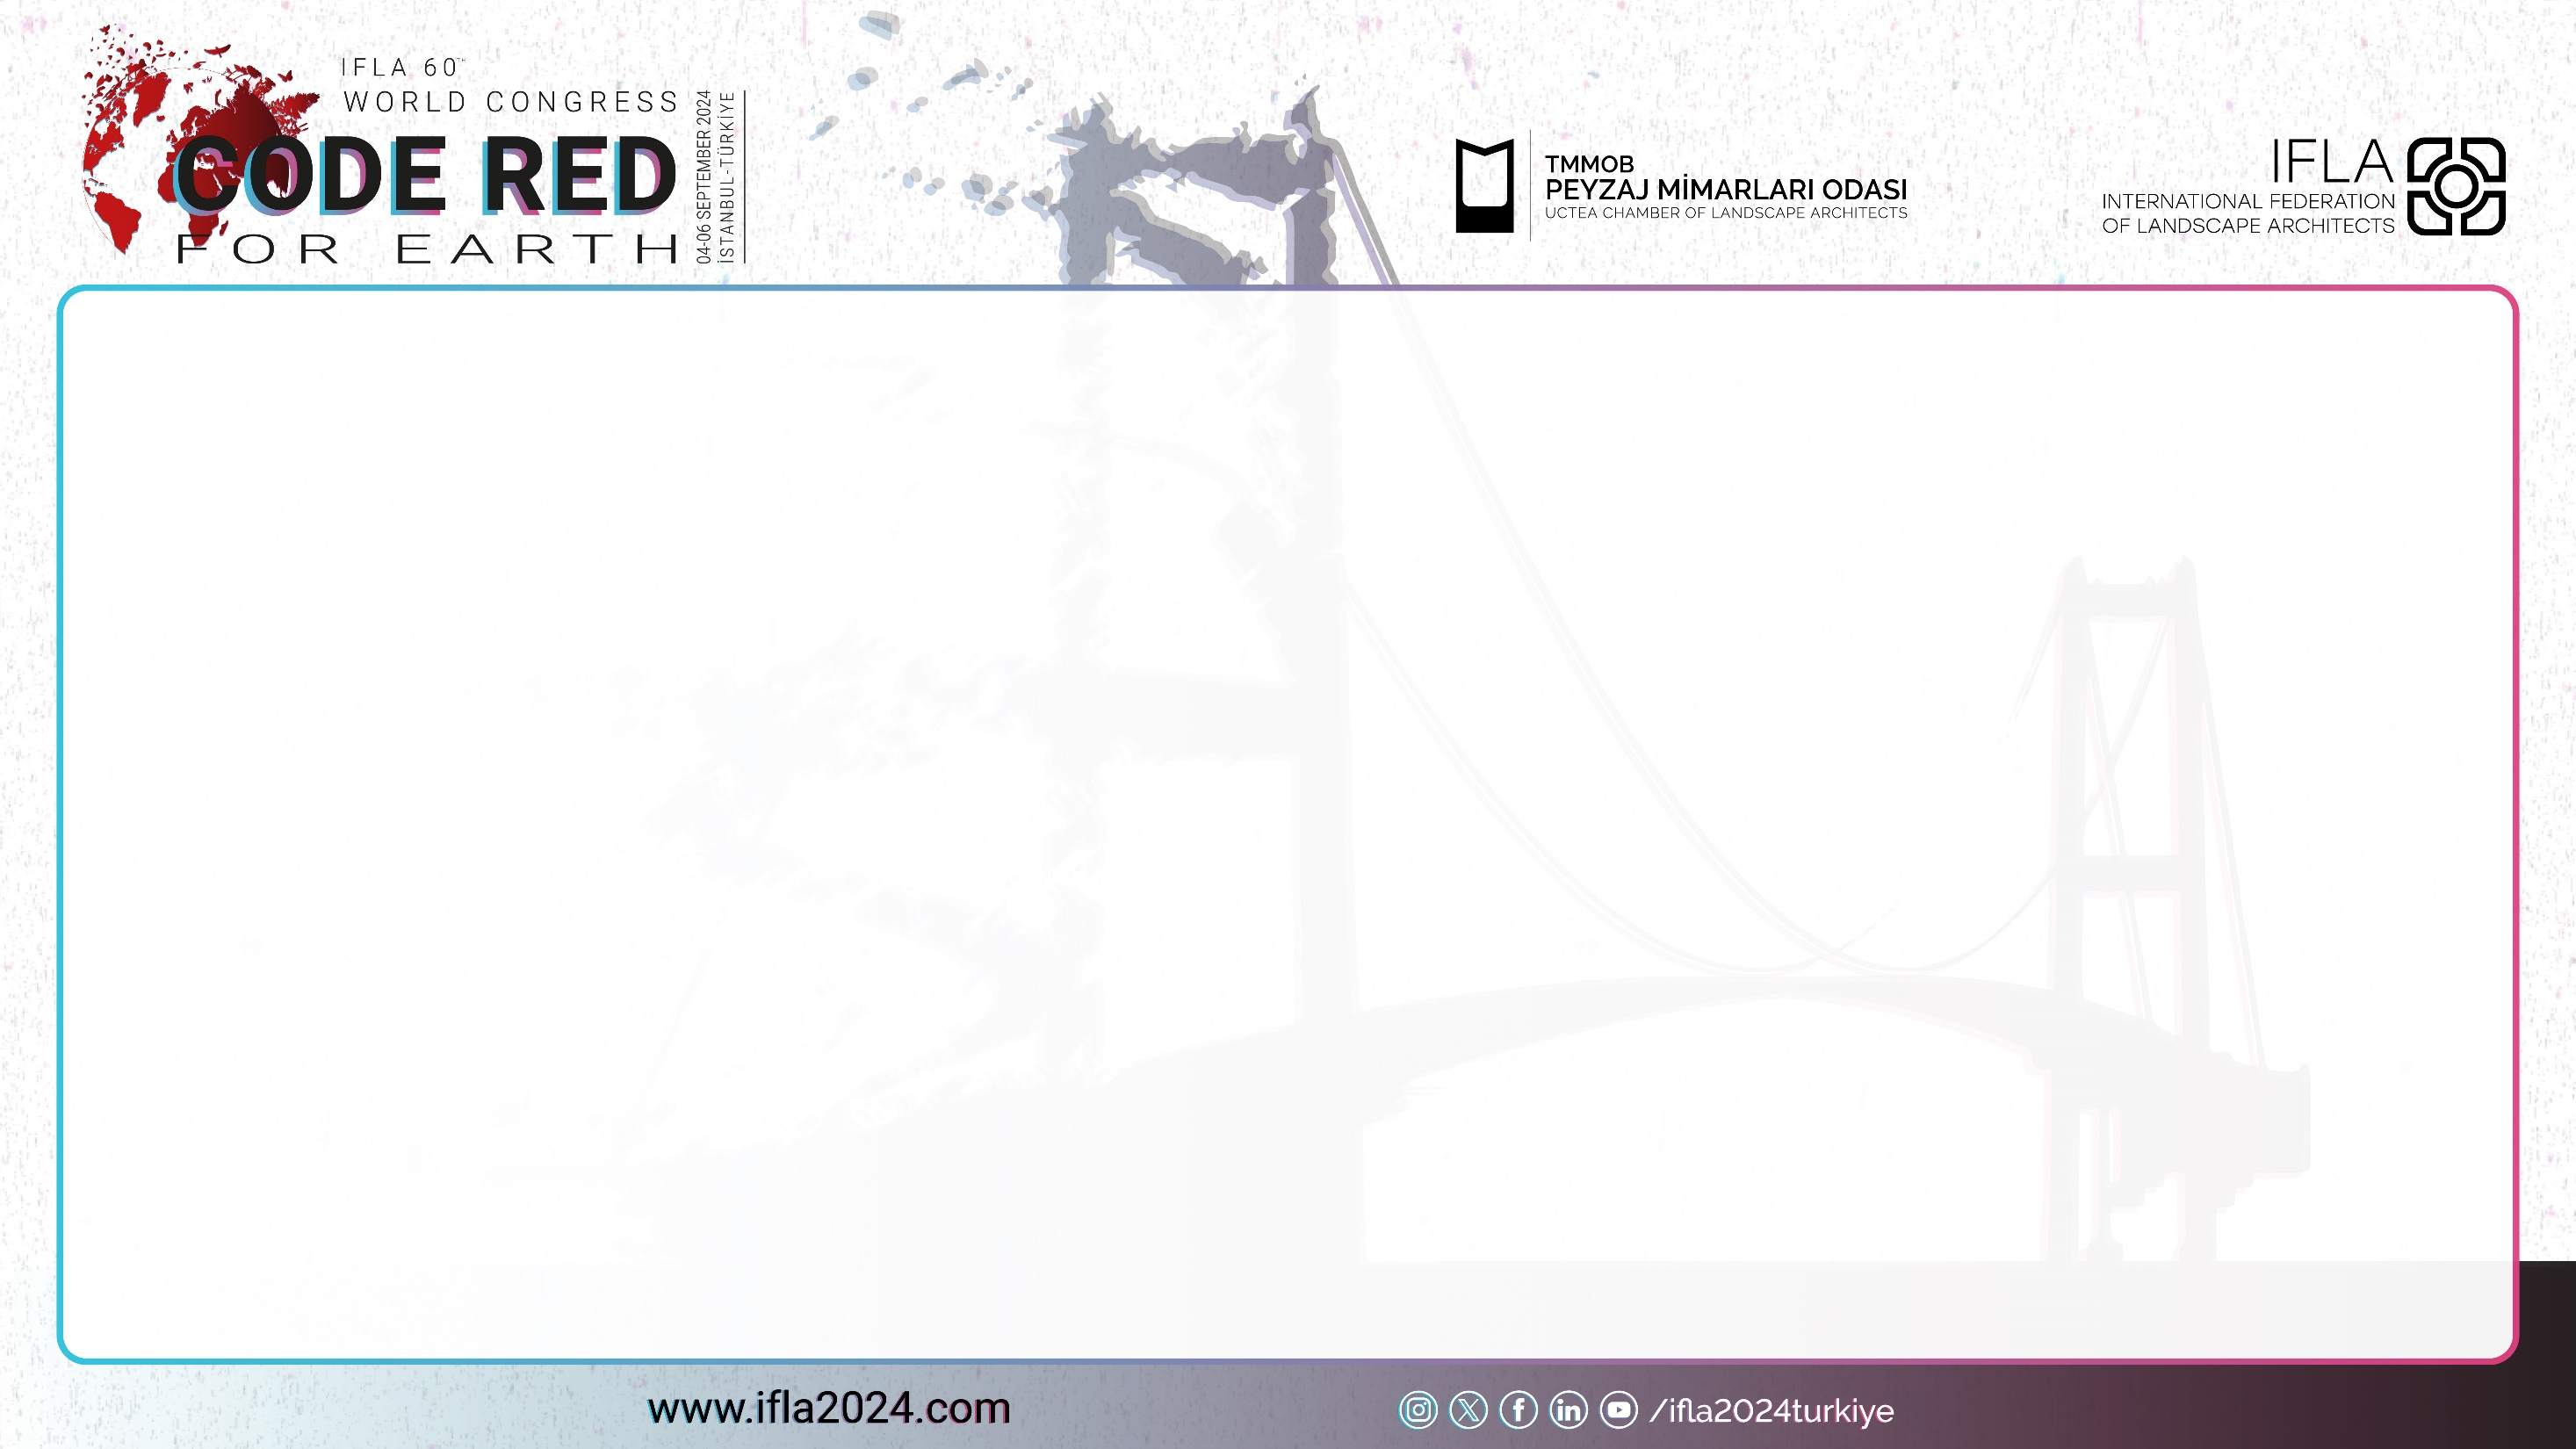 IFLA 60TH
WORLD CONGRESS
CODE RED
FOR EARTH
04-06 SEPTEMBER 2024
İSTANBUL-TÜRKİYE
TMMOB
PEYZAJ MİMARLARI ODASI
UCTEA CHAMBER OF LANDSCAPE ARCHITECTS
IFLA
INTERNATIONAL FEDERATION
OF LANDSCAPE ARCHITECTS
www.ifla2024.com
/ifla2024turkiye